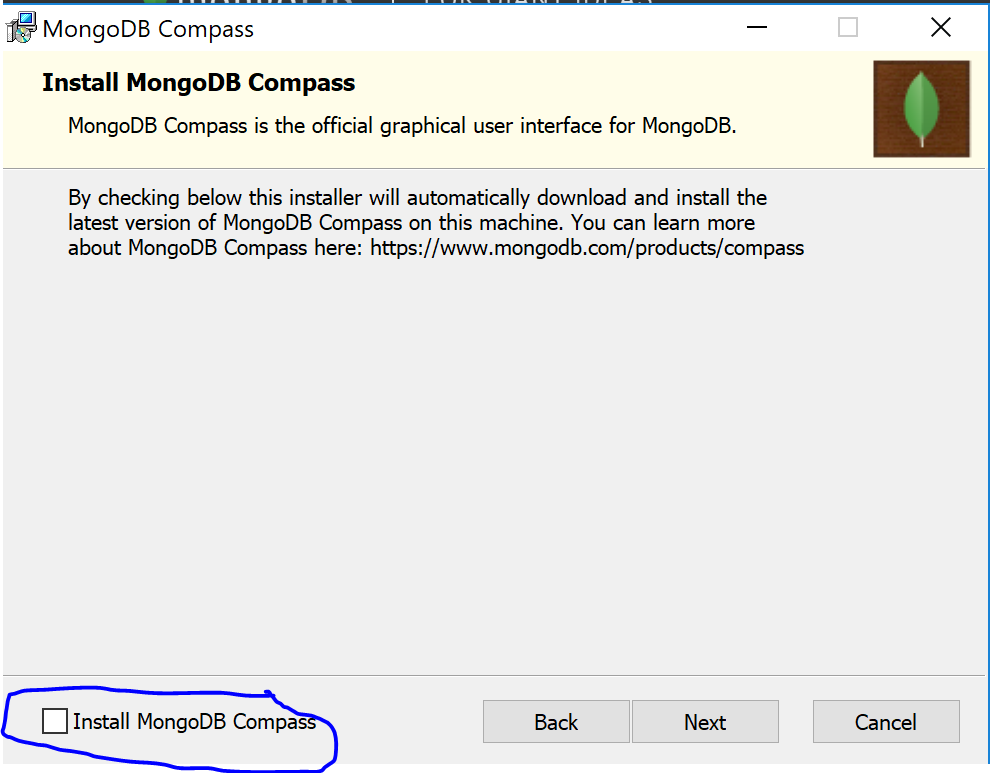 MongoDB Compass
Install MongoDB Compass
MongoDB Compass is the official graphical user interface for MongoDB.
By checking below this installer will automatically download and install the
latest version of MongoDB Compass on this machine. You can learn more
about MongoDB Compass here: https://www.mongodb.com/products/compass
Install MongoDB Compass
Back
Next
Cancel